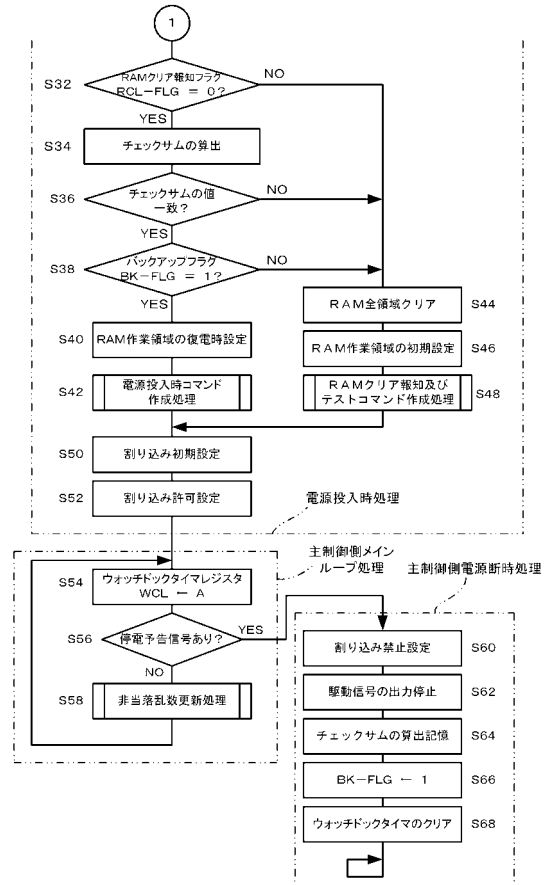 1
S32
RAMクリア報知フラグ
RCL-FLG = 0?
NO
YES
S34
チェックサムの算出
S36
チェックサムの値
一致?
NO
YES
S38
バックアップフラグ
BK-FLG = 1?
NO
YES
RAM全領域クリア
S44
S40
RAM作業領域の復電時設定
RAM作業領域の初期設定
S46
S42
電源投入時コマンド
作成処理
RAMクリア報知及び
テストコマンド作成処理
S48
S50
割り込み初期設定
S52
割り込み許可設定
電源投入時処理
主制御側メイン
ループ処理
主制御側電源断時処理
S54
ウォッチドックタイマレジスタ
WCL ← A
S56
停電予告信号あり?
YES
NO
S58
非当落乱数更新処理
割り込み禁止設定
S60
駆動信号の出力停止
S62
チェックサムの算出記憶
S64
BK-FLG ← 1
S66
ウォッチドックタイマのクリア
S68